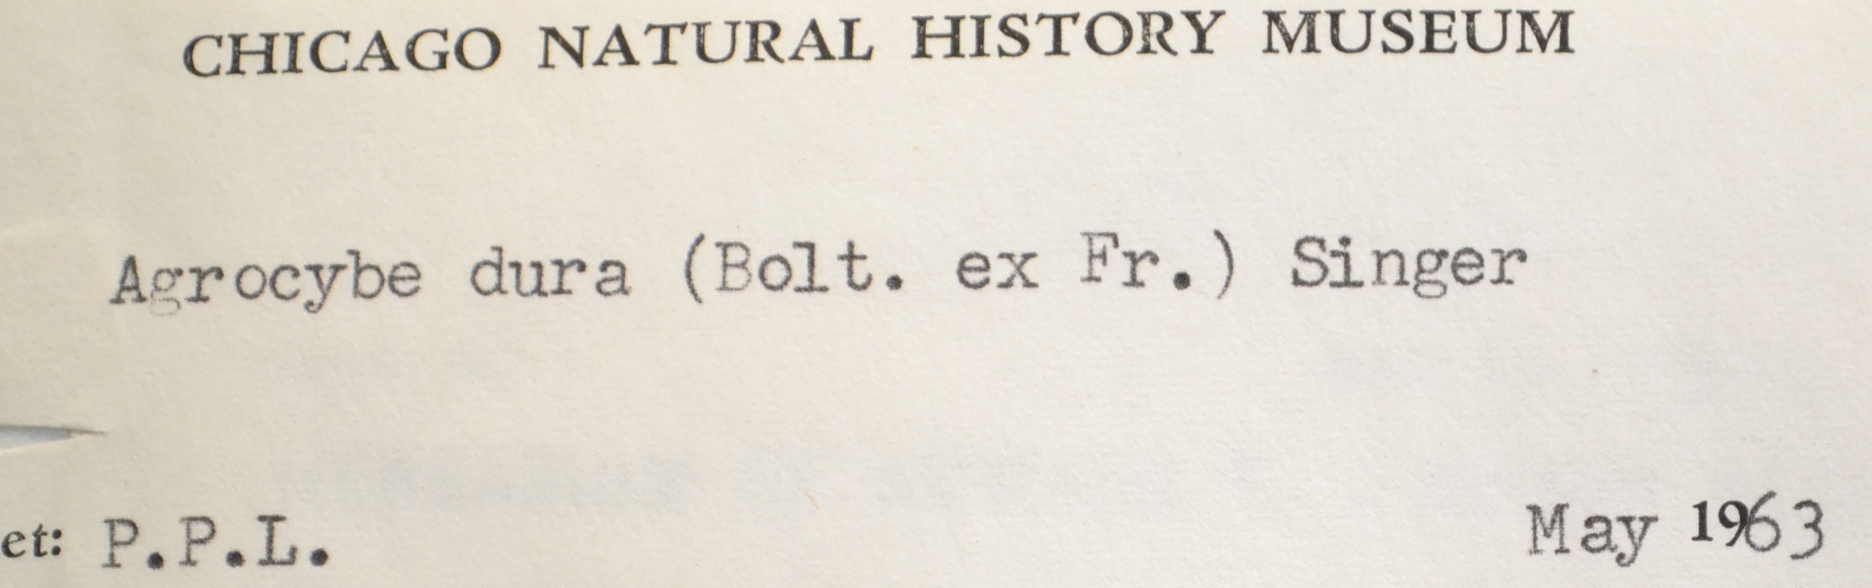 CHICAGO NATURAL HISTORY MUSEUM
Agrocybe dura (Bolt. ex Fr.) Singer
et: P.P.L. May 1963